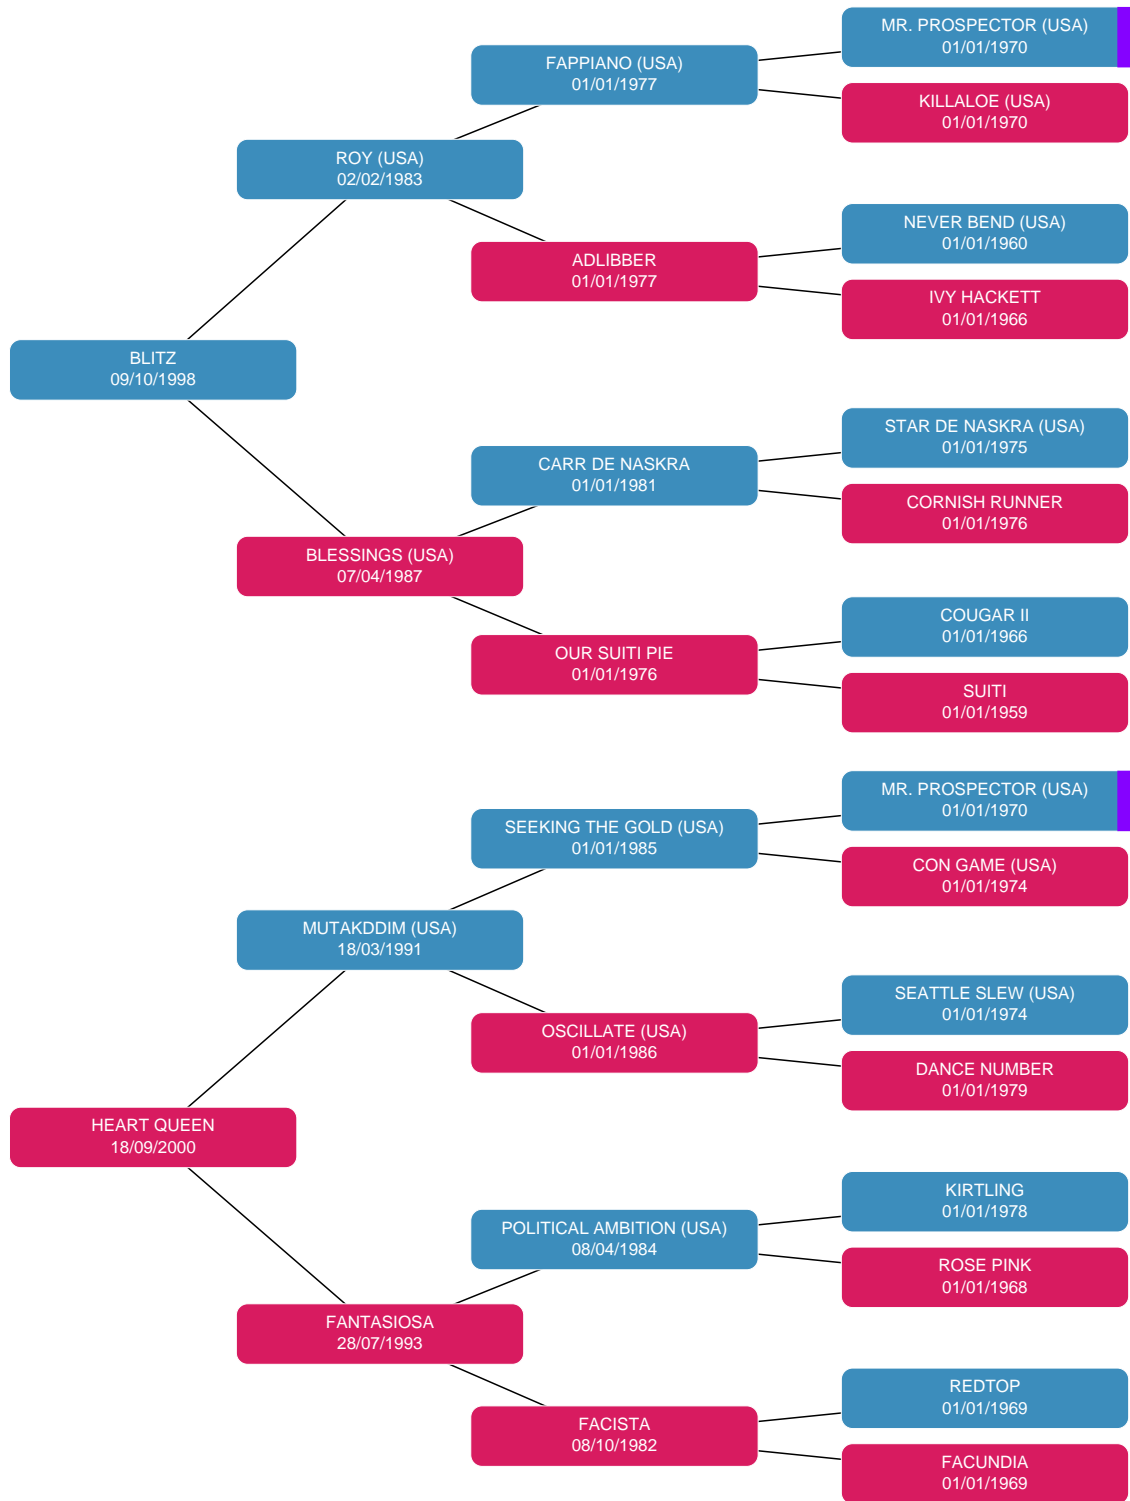 MR. PROSPECTOR (USA)
01/01/1970
FAPPIANO (USA)
01/01/1977
KILLALOE (USA)
01/01/1970
ROY (USA)
02/02/1983
NEVER BEND (USA)
01/01/1960
ADLIBBER
01/01/1977
IVY HACKETT
01/01/1966
BLITZ
09/10/1998
STAR DE NASKRA (USA)
01/01/1975
CARR DE NASKRA
01/01/1981
CORNISH RUNNER
01/01/1976
BLESSINGS (USA)
07/04/1987
COUGAR II
01/01/1966
OUR SUITI PIE
01/01/1976
SUITI
01/01/1959
MR. PROSPECTOR (USA)
01/01/1970
SEEKING THE GOLD (USA)
01/01/1985
CON GAME (USA)
01/01/1974
MUTAKDDIM (USA)
18/03/1991
SEATTLE SLEW (USA)
01/01/1974
OSCILLATE (USA)
01/01/1986
DANCE NUMBER
01/01/1979
HEART QUEEN
18/09/2000
KIRTLING
01/01/1978
POLITICAL AMBITION (USA)
08/04/1984
ROSE PINK
01/01/1968
FANTASIOSA
28/07/1993
REDTOP
01/01/1969
FACISTA
08/10/1982
FACUNDIA
01/01/1969